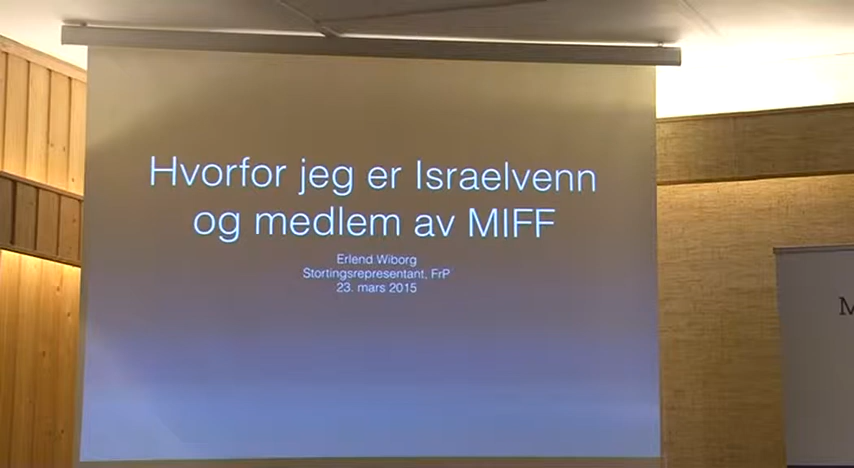 Hvorfor jeg er Israelvenn
og medlem av MIFF
Erlend Wiborg
Stortingsrepresentant, FrP
23. mars 2015
M